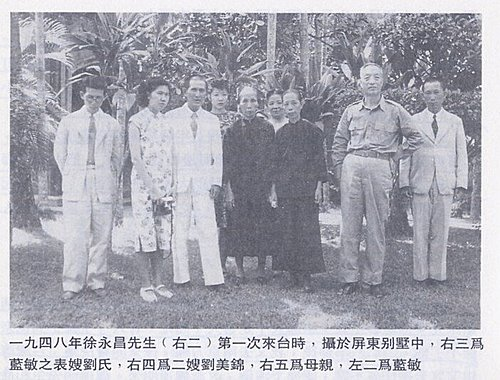 一九四八年徐永昌先生（右二）第一次來台時，攝於屏東別墅中，右三爲
藍敏之表嫂劉氏，右四爲二嫂劉美錦，右五爲母親，左二爲藍敏